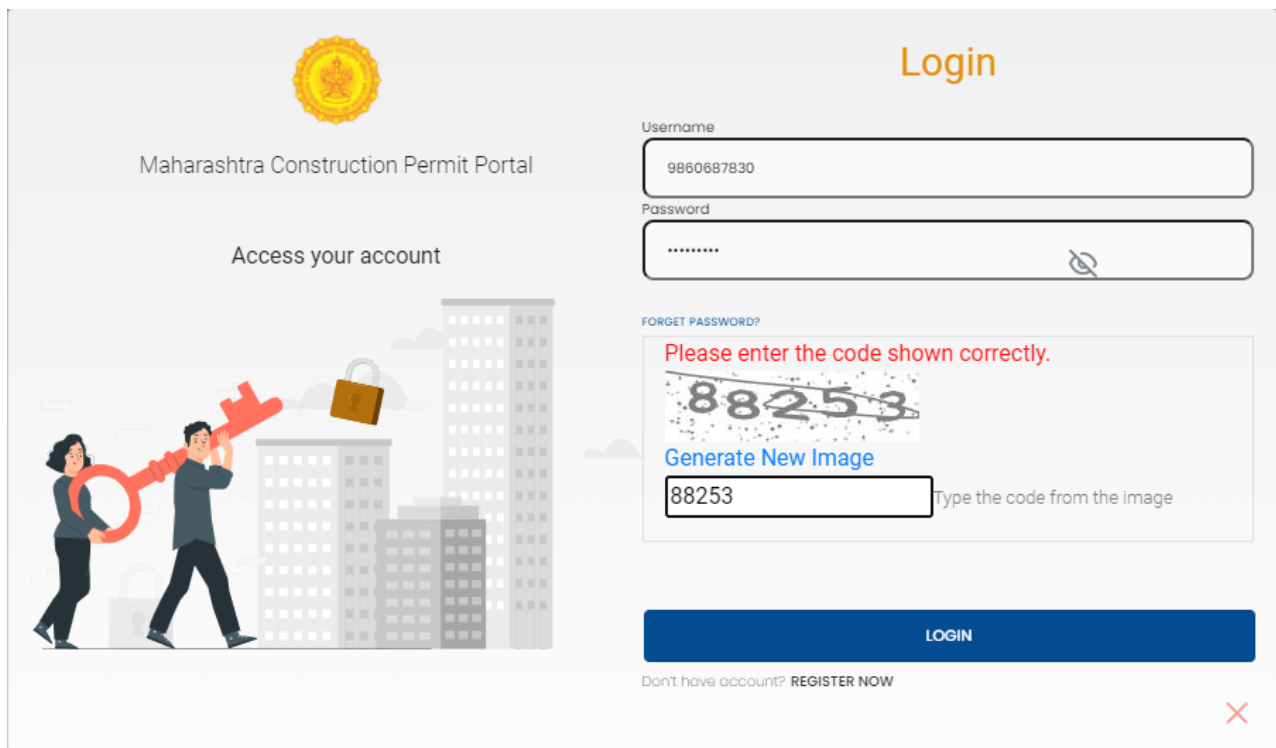 Maharashtra Construction Permit Portal
Access your account
Login
Username
9860687830
Password
•••••••••
FORGET PASSWORD?
Please enter the code shown correctly.
88253
Generate New Image
88253
Type the code from the image
LOGIN
Don't have account? REGISTER NOW